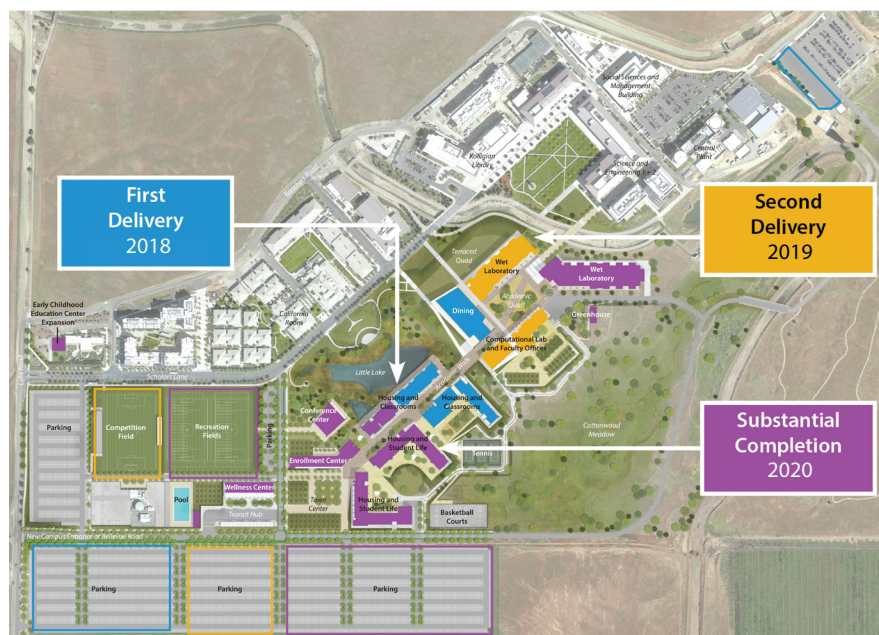 Social Sciences and
Management
Building
Kolligian
Library
Central
Plant
Science and
Engineering 1 + 2
First
Delivery
2018
Second
Delivery
2019
Terraced
Quad
Wet
Laboratory
Wet
Laboratory
Academic
Quad
Early Childhood
Education Center
Expansion
California
Room
Dining
Greenhouse
Computational Lab
and Faculty Offices
Little Lake
Academic Walk
Scholars Lane
Housing and
Classrooms
Housing and
Classrooms
Conference
Center
Parking
Competition
Field
Recreation
Fields
Parking
Cottonwood
Meadow
Substantial
Completion
2020
Housing and
Student Life
Tennis
Enrollment Center
Wellness Center
Pool
Town
Center
Housing and
Student Life
Transit Hub
Basketball
Courts
New Campus Entrance at Bellevue Road
Parking
Parking
Parking